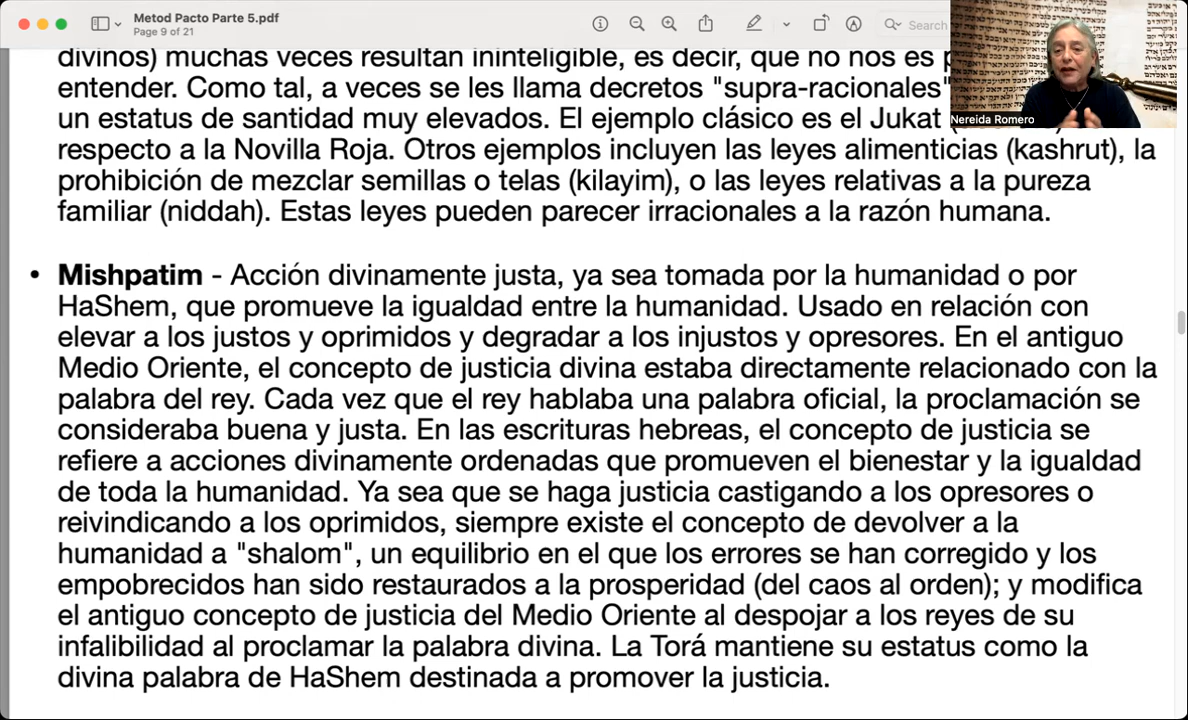 Metod Pacto Parte 5.pdf
Page 9 of 21
Search
Nereida Romero
divinos) muchas veces resultan ininteligible, es decir, que no nos es
entender. Como tal, a veces se les llama decretos "supra-racionales"
un estatus de santidad muy elevados. El ejemplo clásico es el Jukat
respecto a la Novilla Roja. Otros ejemplos incluyen las leyes alimenticias (kashrut), la
prohibición de mezclar semillas o telas (kilayim), o las leyes relativas a la pureza
familiar (niddah). Estas leyes pueden parecer irracionales a la razón humana.
• Mishpatim - Acción divinamente justa, ya sea tomada por la humanidad o por
HaShem, que promueve la igualdad entre la humanidad. Usado en relación con
elevar a los justos y oprimidos y degradar a los injustos y opresores. En el antiguo
Medio Oriente, el concepto de justicia divina estaba directamente relacionado con la
palabra del rey. Cada vez que el rey hablaba una palabra oficial, la proclamación se
consideraba buena y justa. En las escrituras hebreas, el concepto de justicia se
refiere a acciones divinamente ordenadas que promueven el bienestar y la igualdad
de toda la humanidad. Ya sea que se haga justicia castigando a los opresores o
reivindicando a los oprimidos, siempre existe el concepto de devolver a la
humanidad a "shalom", un equilibrio en el que los errores se han corregido y los
empobrecidos han sido restaurados a la prosperidad (del caos al orden); y modifica
el antiguo concepto de justicia del Medio Oriente al despojar a los reyes de su
infalibilidad al proclamar la palabra divina. La Torá mantiene su estatus como la
divina palabra de HaShem destinada a promover la justicia.